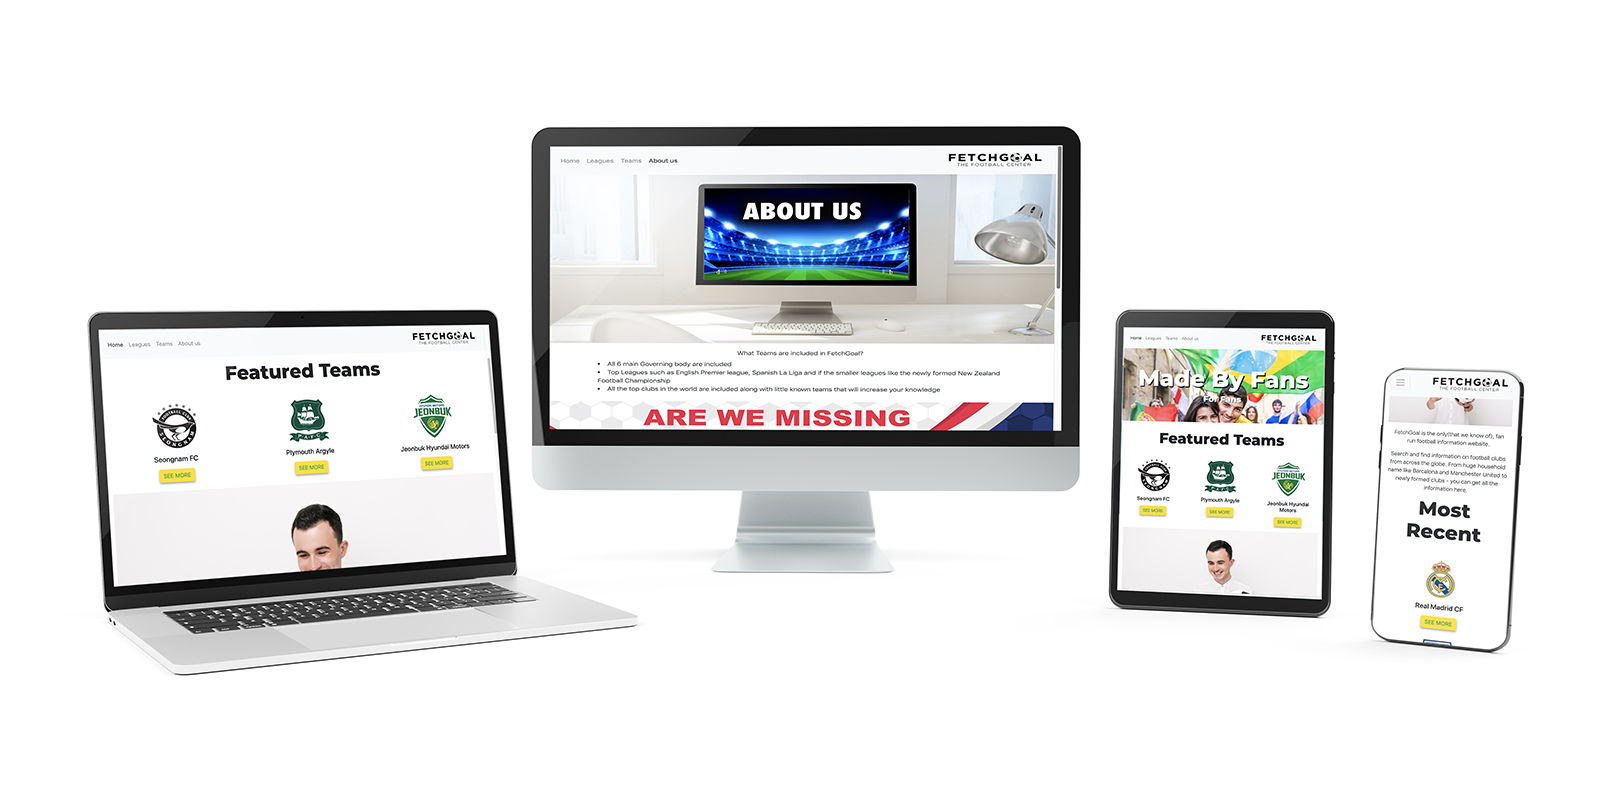 Home Leagues Teams About us
FETCHGOAL
THE FOOTBALL CENTER
Featured Teams
SEONGNAM
Seongnam FC
SEE MORE
P.A.F.C
Plymouth Argyle
SEE MORE
JEONBUK
Jeonbuk Hyundai Motors
SEE MORE
Home Leagues Teams About us
FETCHGOAL
THE FOOTBALL CENTER
ABOUT US
What Teams are included in FetchGoal?
• All 6 main Governing body are included
• Top Leagues such as English Premier league, Spanish La Liga and if the smaller leagues like the newly formed New Zealand
Football Championship
• All the top clubs in the world are included along with little known teams that will increase your knowledge
ARE WE MISSING
Home Leagues Teams About us
FETCHGOAL
THE FOOTBALL CENTER
Made By Fans
For Fans
Featured Teams
Seongnam FC
SEE MORE
Plymouth Argyle
SEE MORE
JEONBUK
Jeonbuk Hyundai
Motors
SEE MORE
FETCHGOAL
THE FOOTBALL CENTER
FetchGoal is the only(that we know of), fan
run football information website.
Search and find information on football clubs
from across the globe. From huge household
name like Barcalona and Manchester United to
newly formed clubs - you can get all the
information here.
Most
Recent
Real Madrid CF
SEE MORE